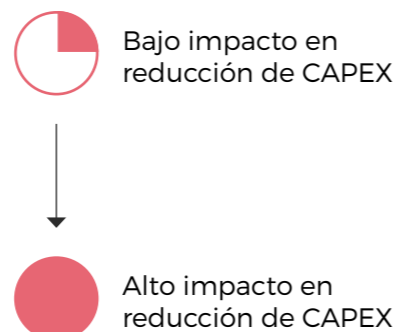 Bajo impacto en
reducción de CAPEX
Alto impacto en
reducción de CAPEX